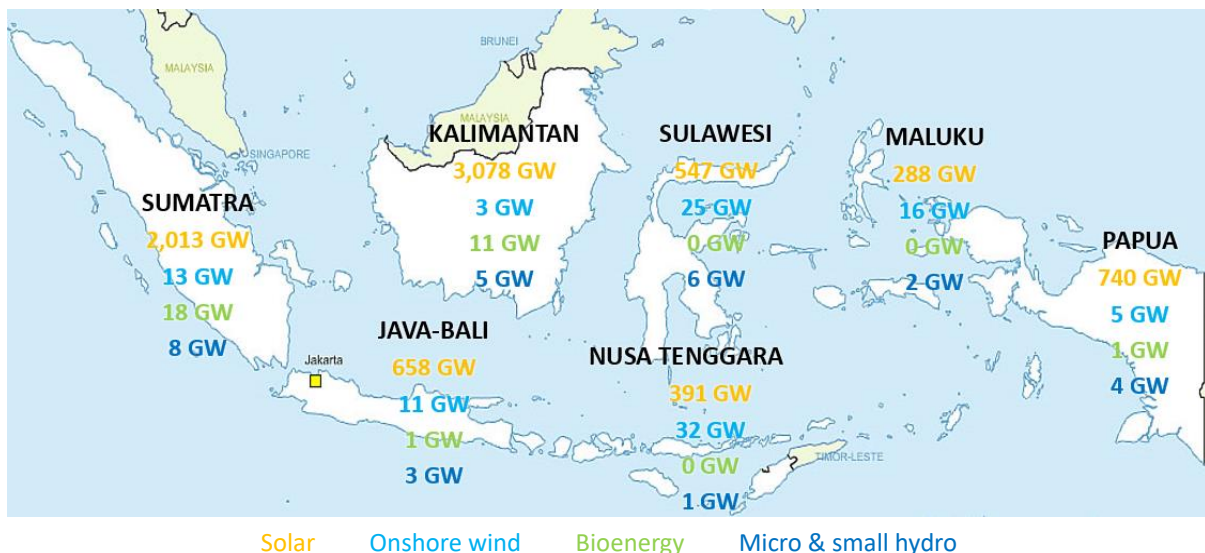 BRUNEI
MALAYSIA
MALAYSIA
SINGAPORE
KALIMANTAN
3,078 GW
3 GW
11 GW
5 GW
SULAWESI
547 GW
25 GW
0 GW
6 GW
MALUKU
288 GW
16 GW
0 GW
2 GW
SUMATRA
2,013 GW
13 GW
18 GW
8 GW
PAPUA
740 GW
5 GW
1 GW
4 GW
JAVA-BALI
658 GW
11 GW
1 GW
3 GW
Jakarta
NUSA TENGGARA
391 GW
32 GW
0 GW
1 GW
TIMOR-LESTE
Solar Onshore wind Bioenergy Micro & small hydro